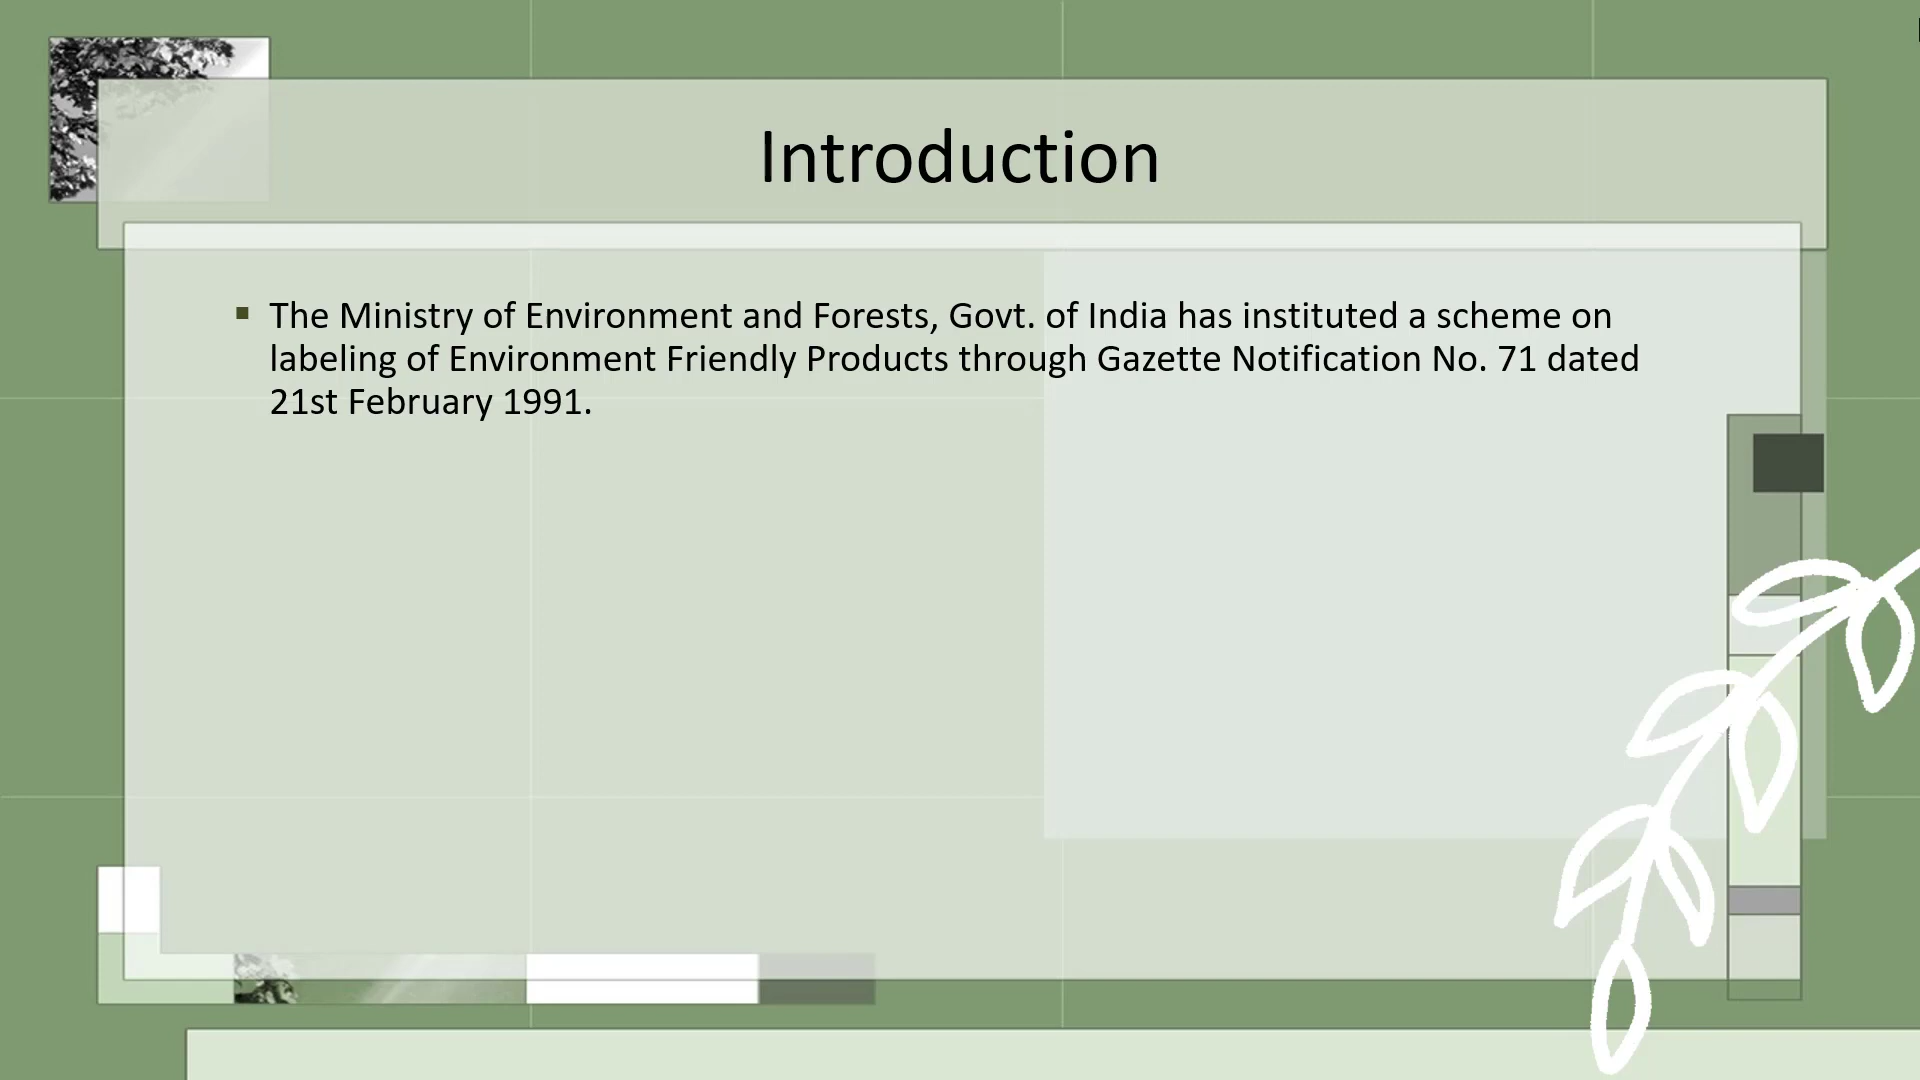 Introduction
▪ The Ministry of Environment and Forests, Govt. of India has instituted a scheme on
labeling of Environment Friendly Products through Gazette Notification No. 71 dated
21st February 1991.